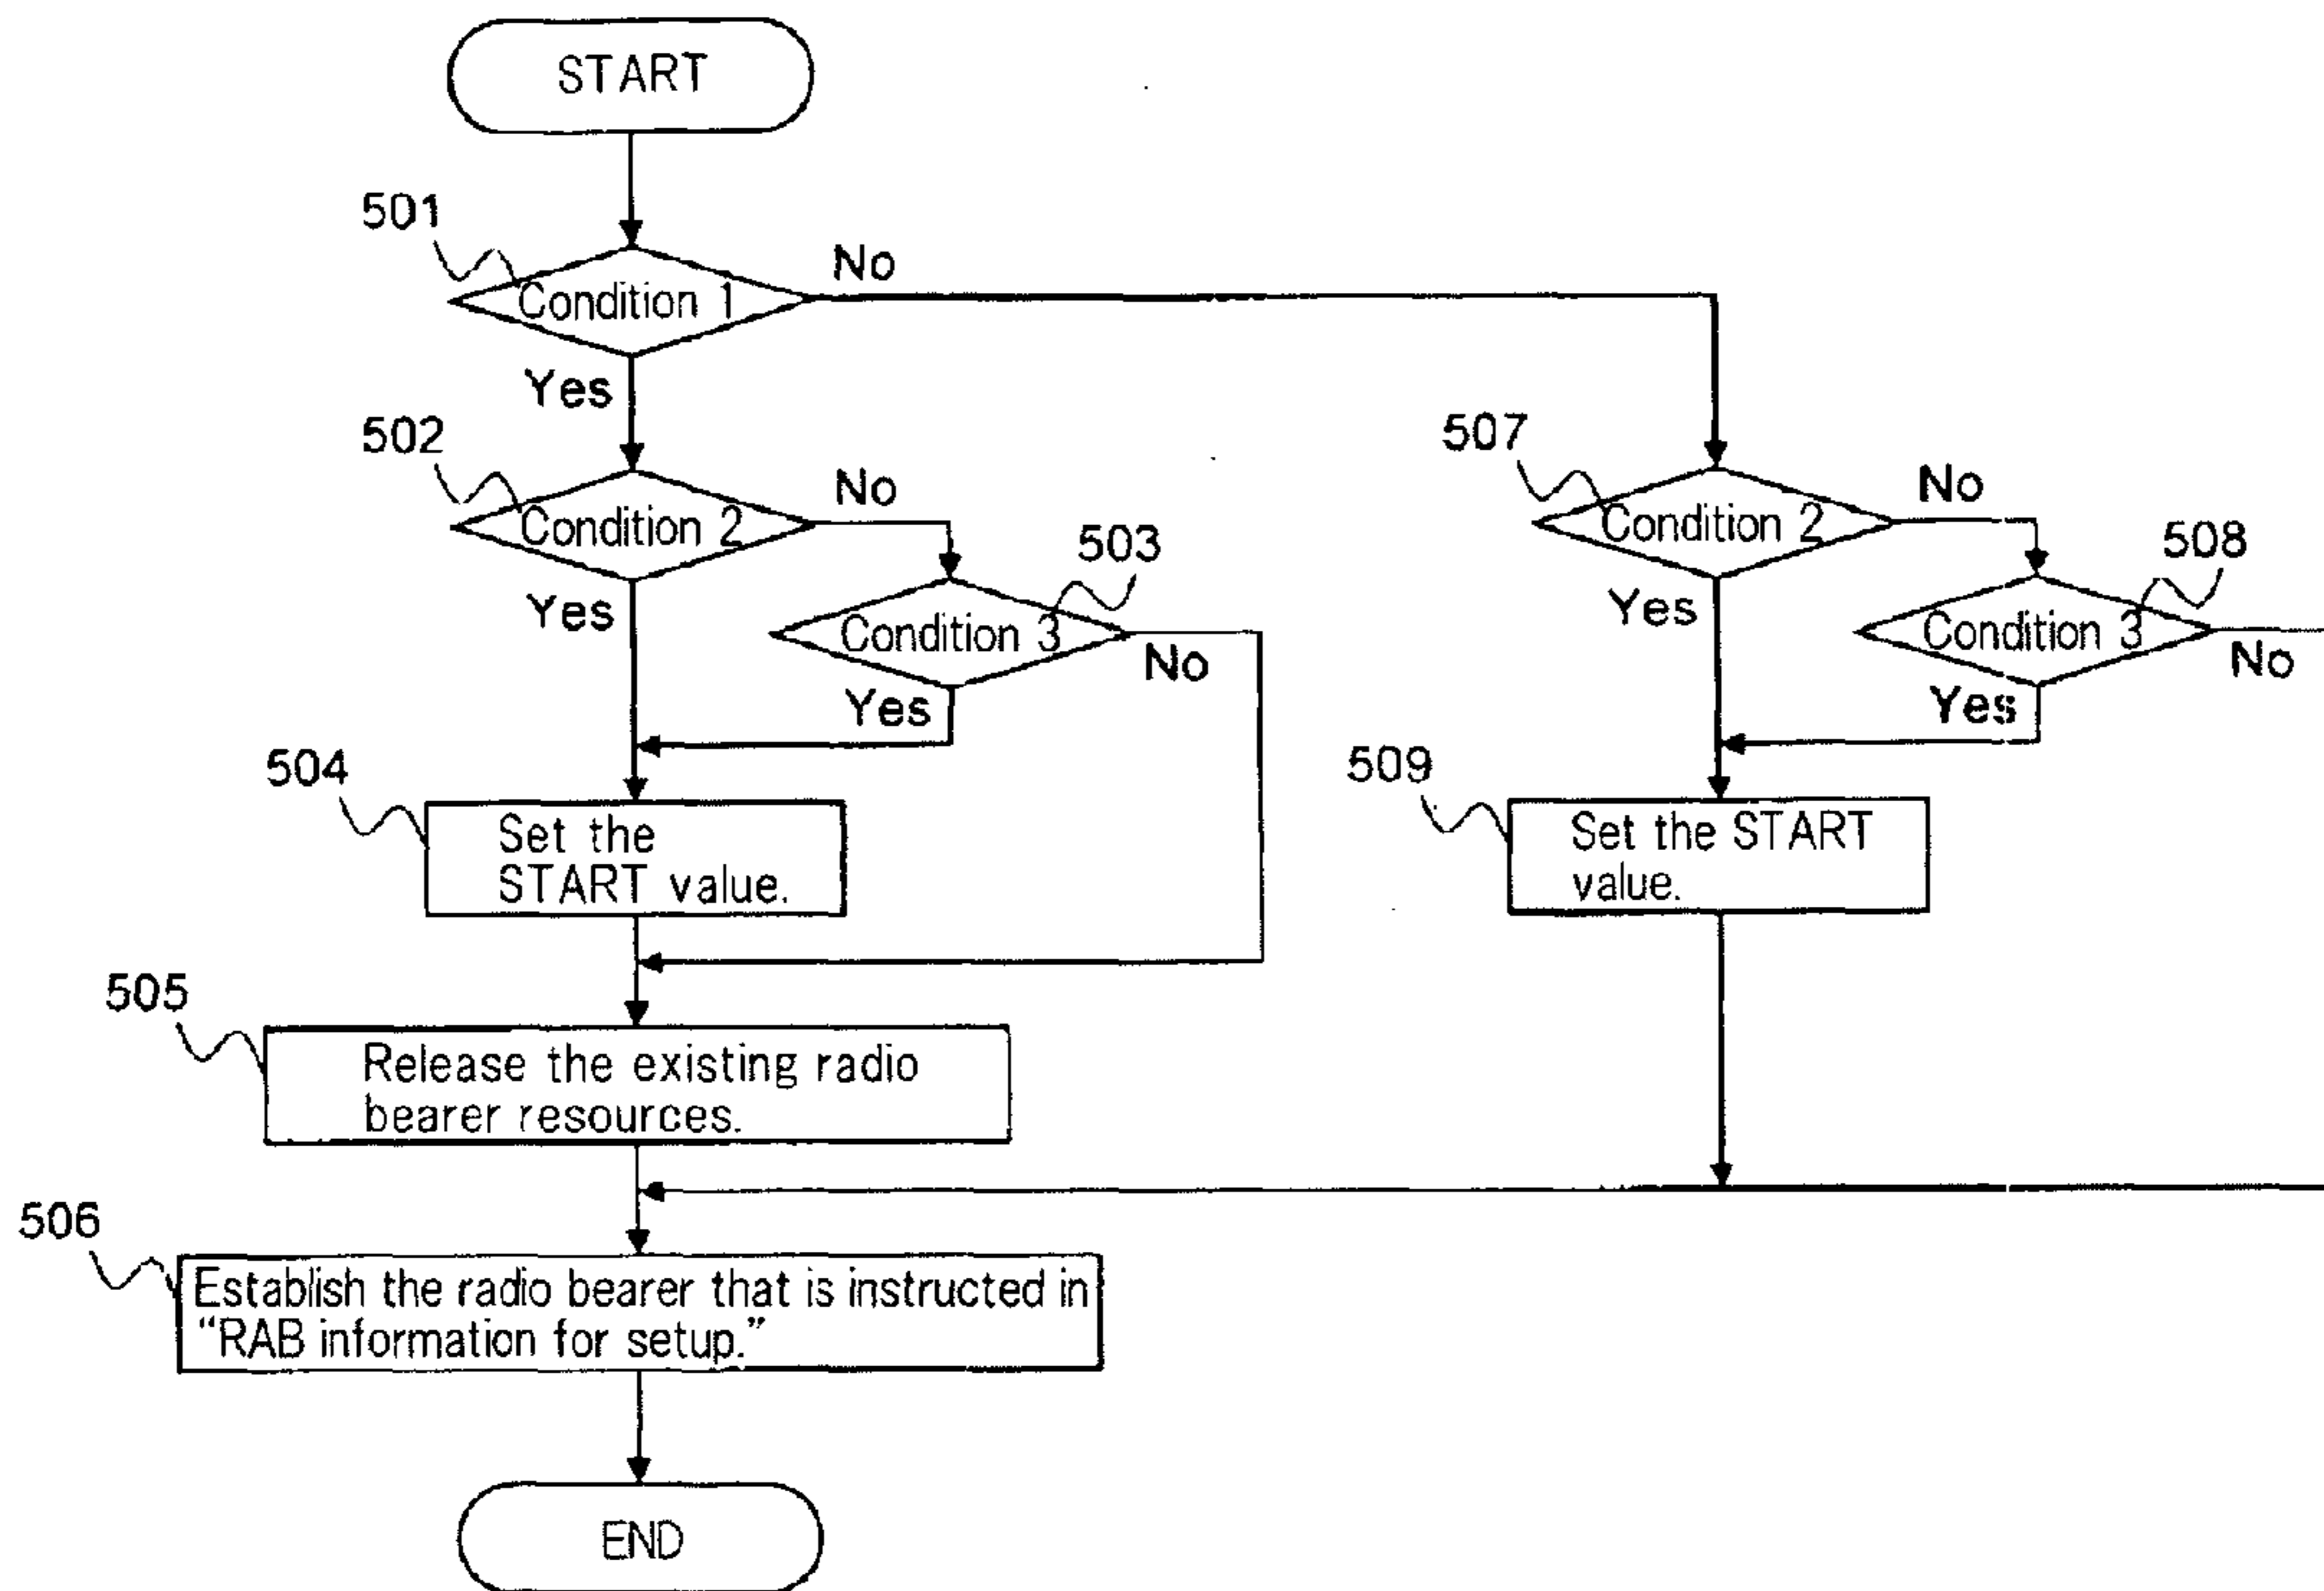 START
501
Condition 1
No
Yes
502
Condition 2
No
Yes
503
Condition 3
No
Yes
504
Set the
START value.
505
Release the existing radio
bearer resources.
506
Establish the radio bearer that is instructed in
“RAB information for setup.”
END
507
Condition 2
No
Yes
508
Condition 3
No
Yes
509
Set the START
value.